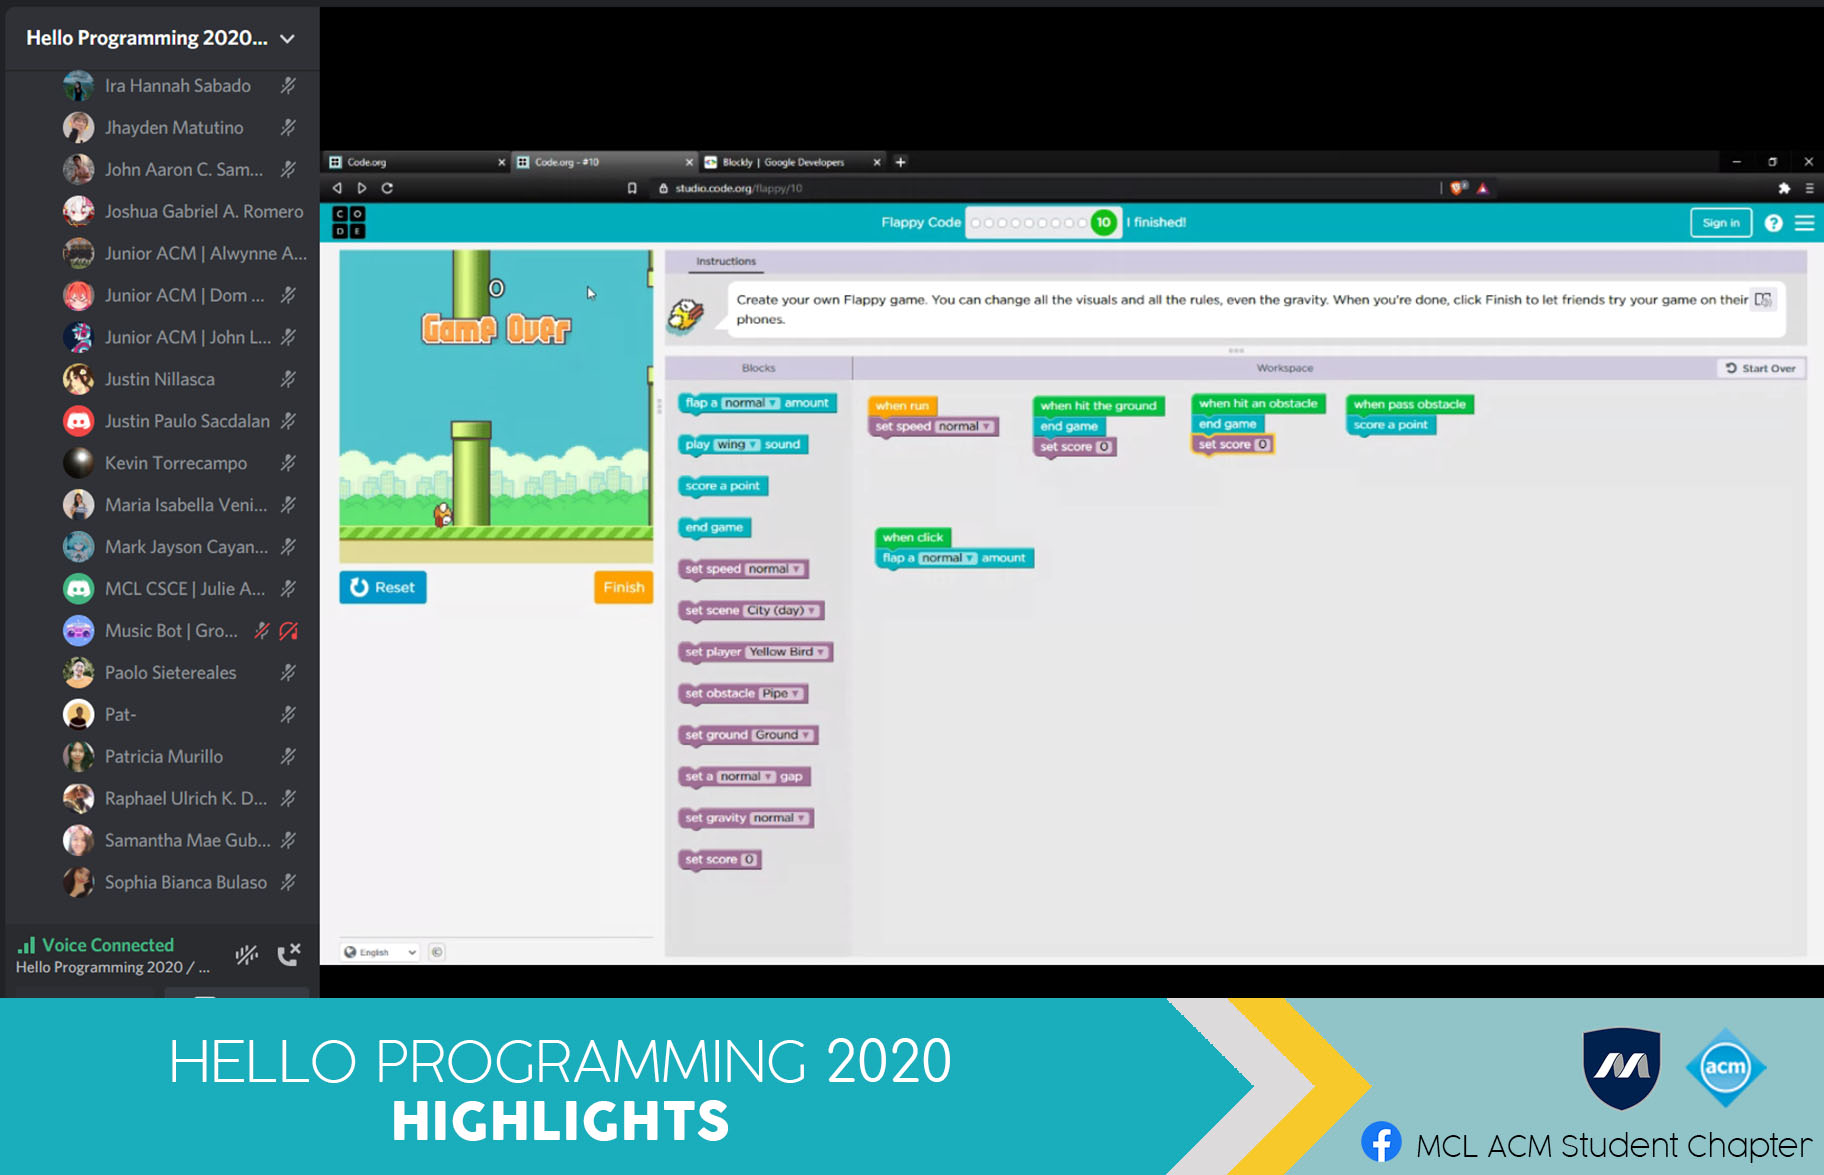 Hello Programming 2020...
Ira Hannah Sabado
Jhayden Matutino
John Aaron C. Sam...
Joshua Gabriel A. Romero
Junior ACM | Alwynne A...
Junior ACM | Dom ...
Junior ACM | John L...
Justin Nillasca
Justin Paulo Sacdalan
Kevin Torrecampo
Maria Isabella Veni...
Mark Jayson Cayan...
MCL CSCE | Julie A...
Music Bot | Gro...
Paolo Sietereales
Pat-
Patricia Murillo
Raphael Ulrich K. D...
Samantha Mae Gub...
Sophia Bianca Bulaso
Voice Connected
Hello Programming 2020 / ...
Code.org
Code.org - #10
Blockly | Google Developers
studio.code.org/flappy/10
CODE
Flappy Code
10
I finished!
Sign in
0
Game Over
Reset
Finish
English
Instructions
Create your own Flappy game. You can change all the visuals and all the rules, even the gravity. When you're done, click Finish to let friends try your game on their
phones.
Blocks
Workspace
Start Over
flap a normal amount
play wing sound
score a point
end game
set speed normal
set scene City (day)
set player Yellow Bird
set obstacle Pipe
set ground Ground
set a normal gap
set gravity normal
set score 0
when run
set speed normal
when hit the ground
end game
set score 0
when hit an obstacle
end game
set score 0
when pass obstacle
score a point
when click
flap a normal amount
HELLO PROGRAMMING 2020
HIGHLIGHTS
acm
MCL ACM Student Chapter